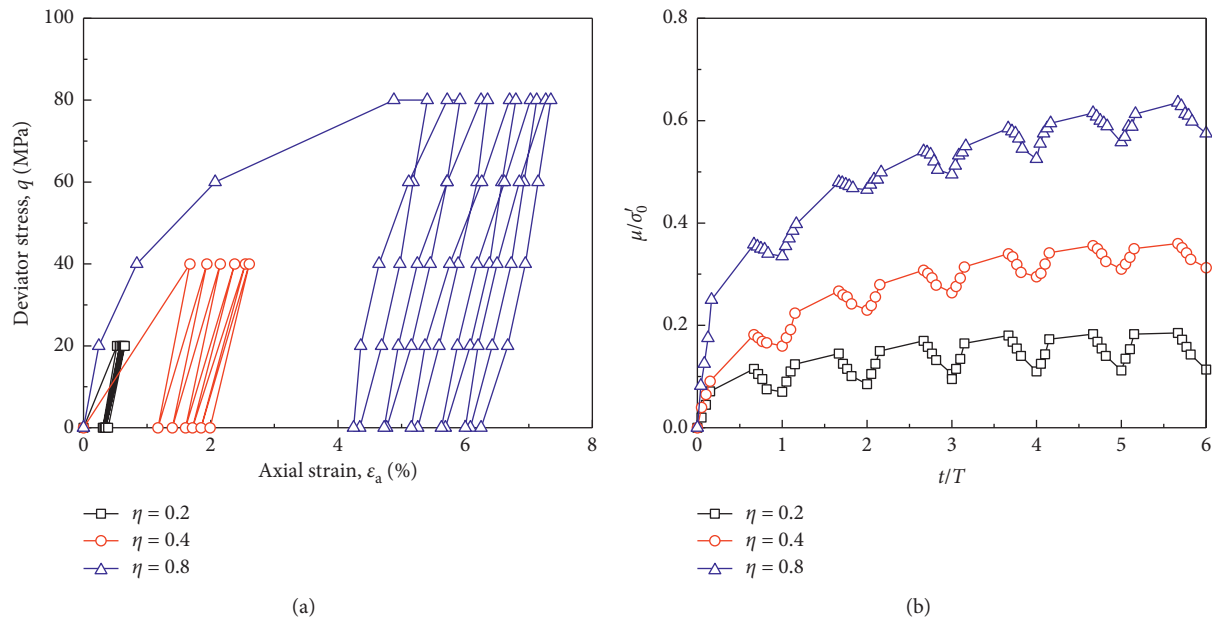 100
80
60
40
20
0
Deviator stress, q (MPa)
0 2 4 6 8
Axial strain, εa (%)
η = 0.2
η = 0.4
η = 0.8
(a)
0.8
0.6
0.4
0.2
0.0
μ/σ′0
0 1 2 3 4 5 6
t/T
η = 0.2
η = 0.4
η = 0.8
(b)